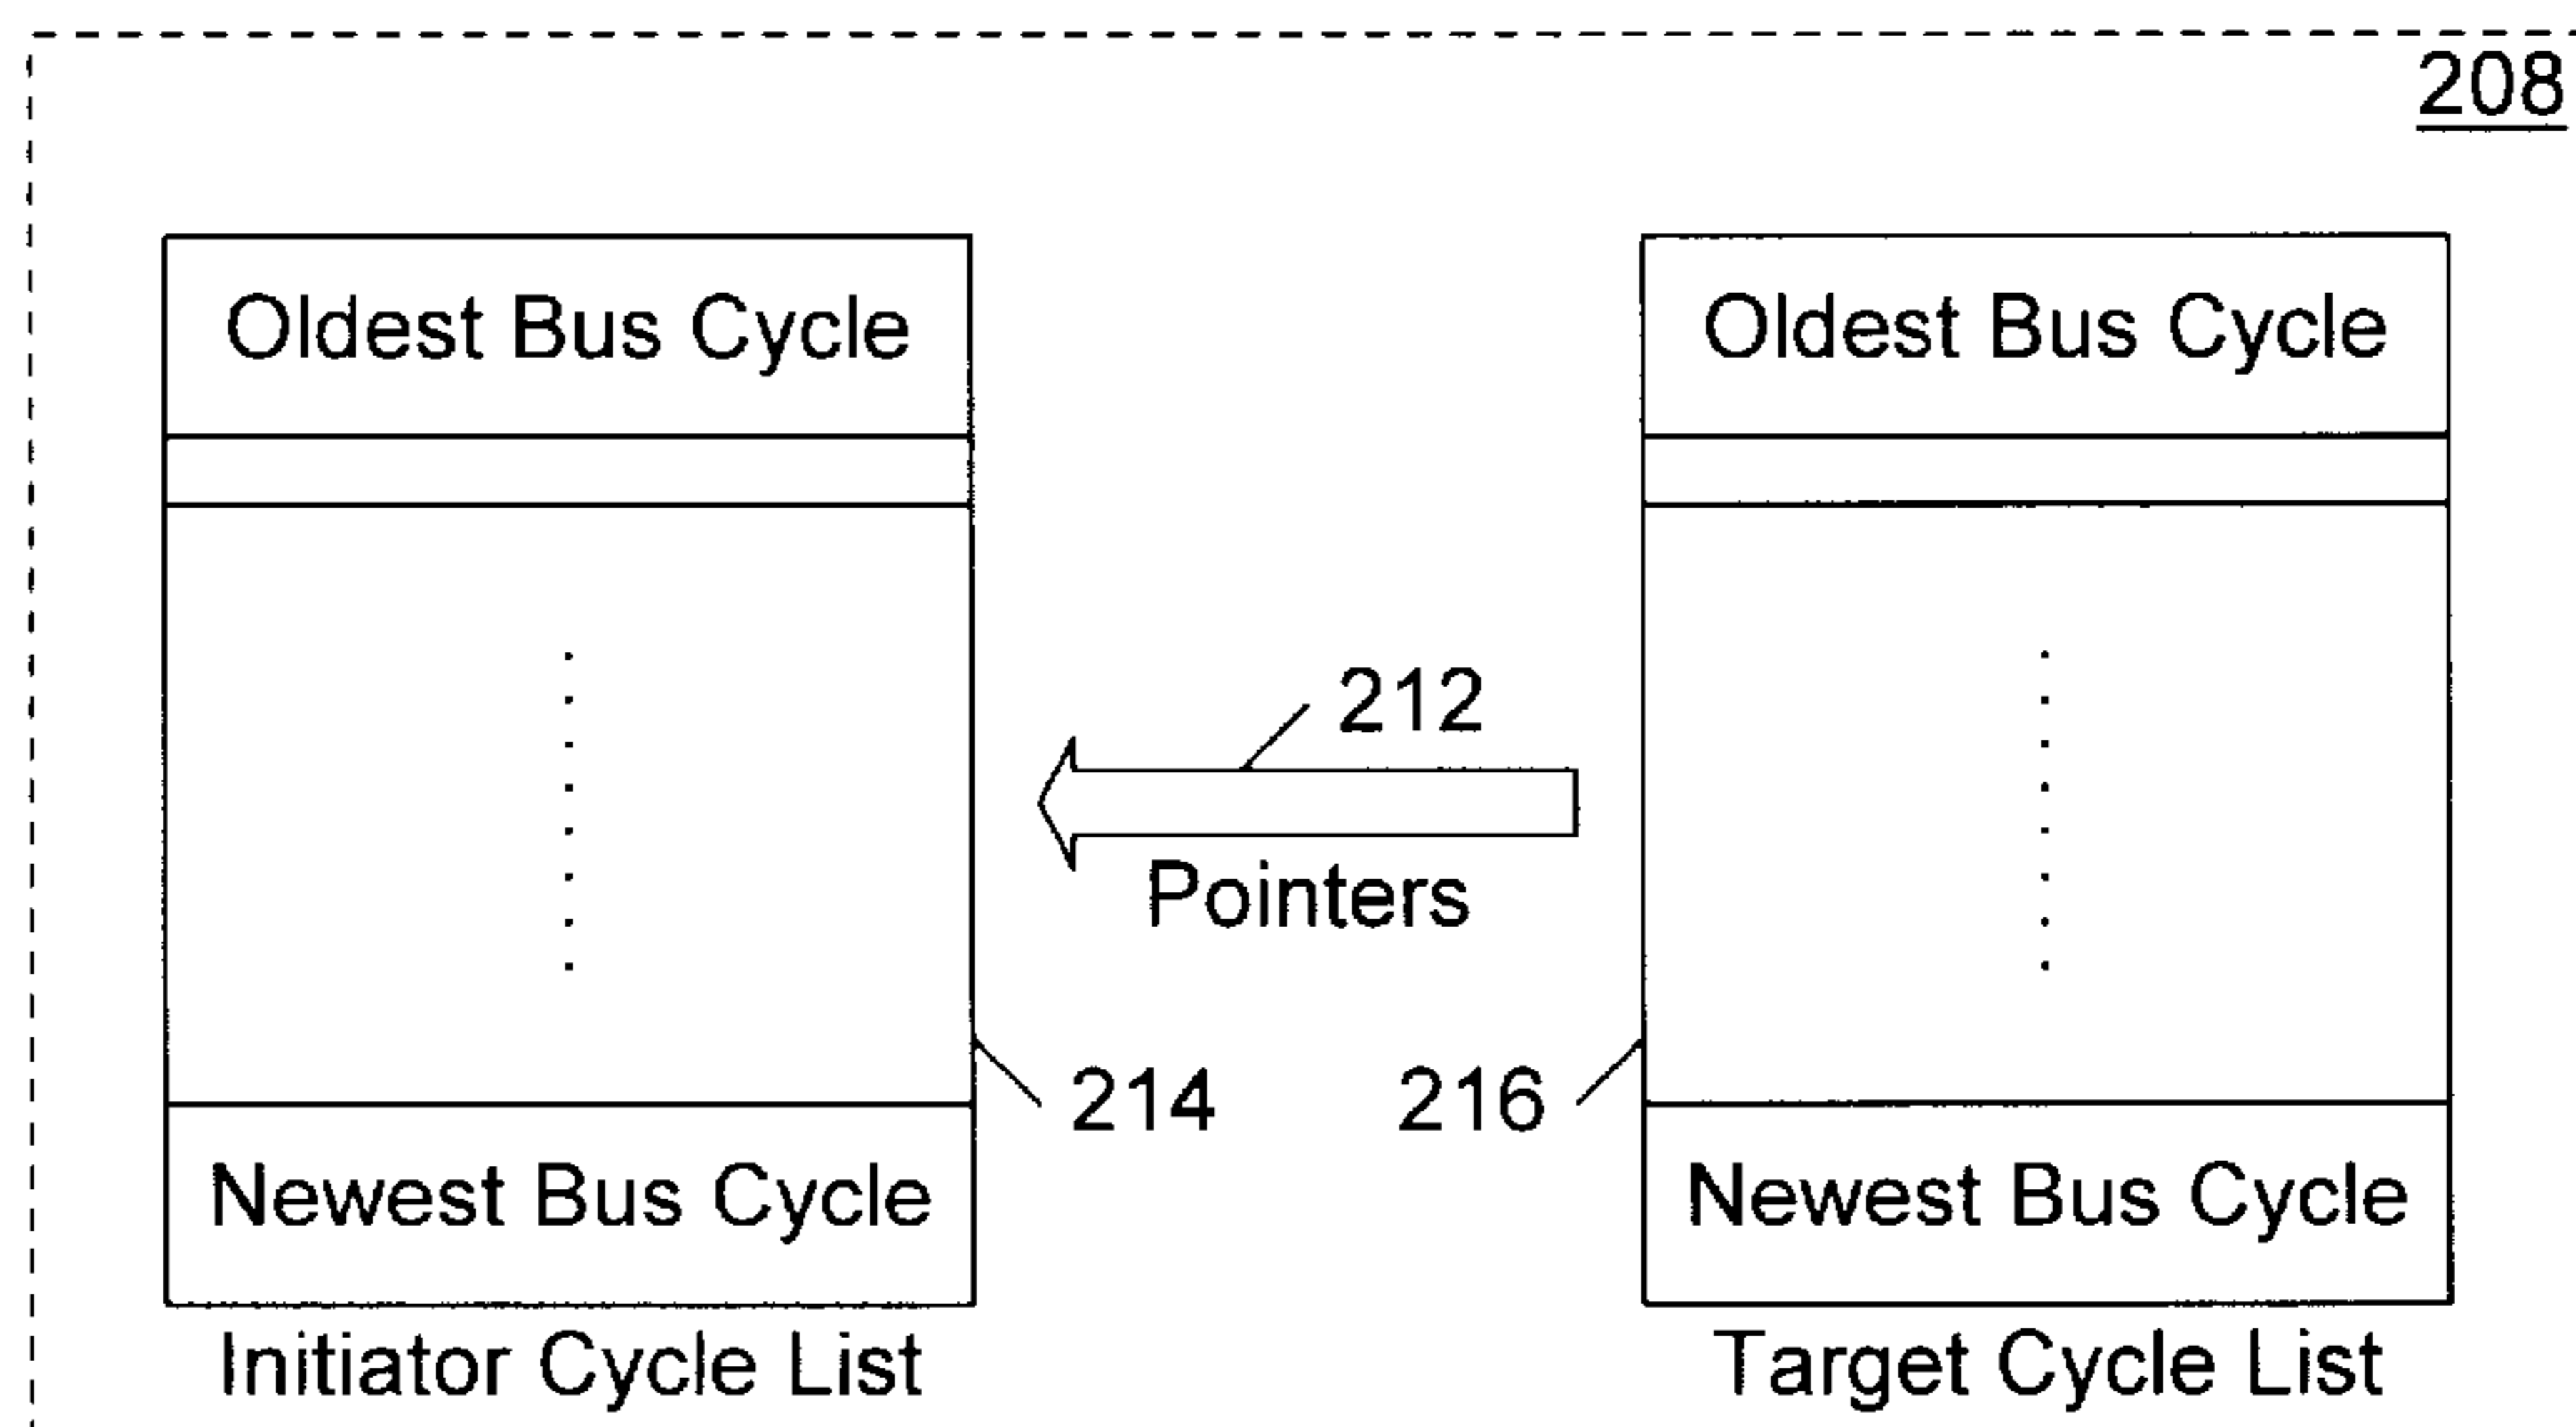 208
Oldest Bus Cycle
Oldest Bus Cycle
212
Pointers
214
216
Newest Bus Cycle
Newest Bus Cycle
Initiator Cycle List
Target Cycle List